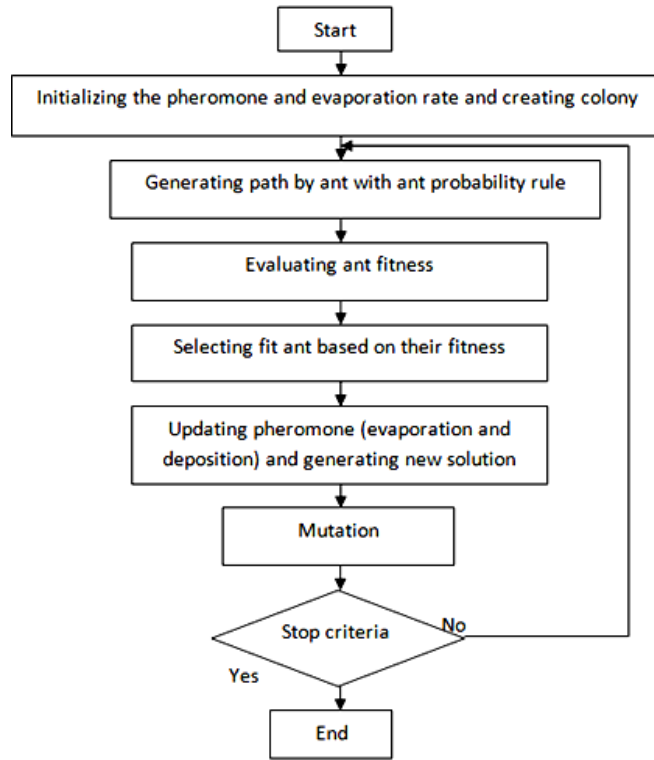 Start
Initializing the pheromone and evaporation rate and creating colony
Generating path by ant with ant probability rule
Evaluating ant fitness
Selecting fit ant based on their fitness
Updating pheromone (evaporation and
deposition) and generating new solution
Mutation
Stop criteria
No
Yes
End